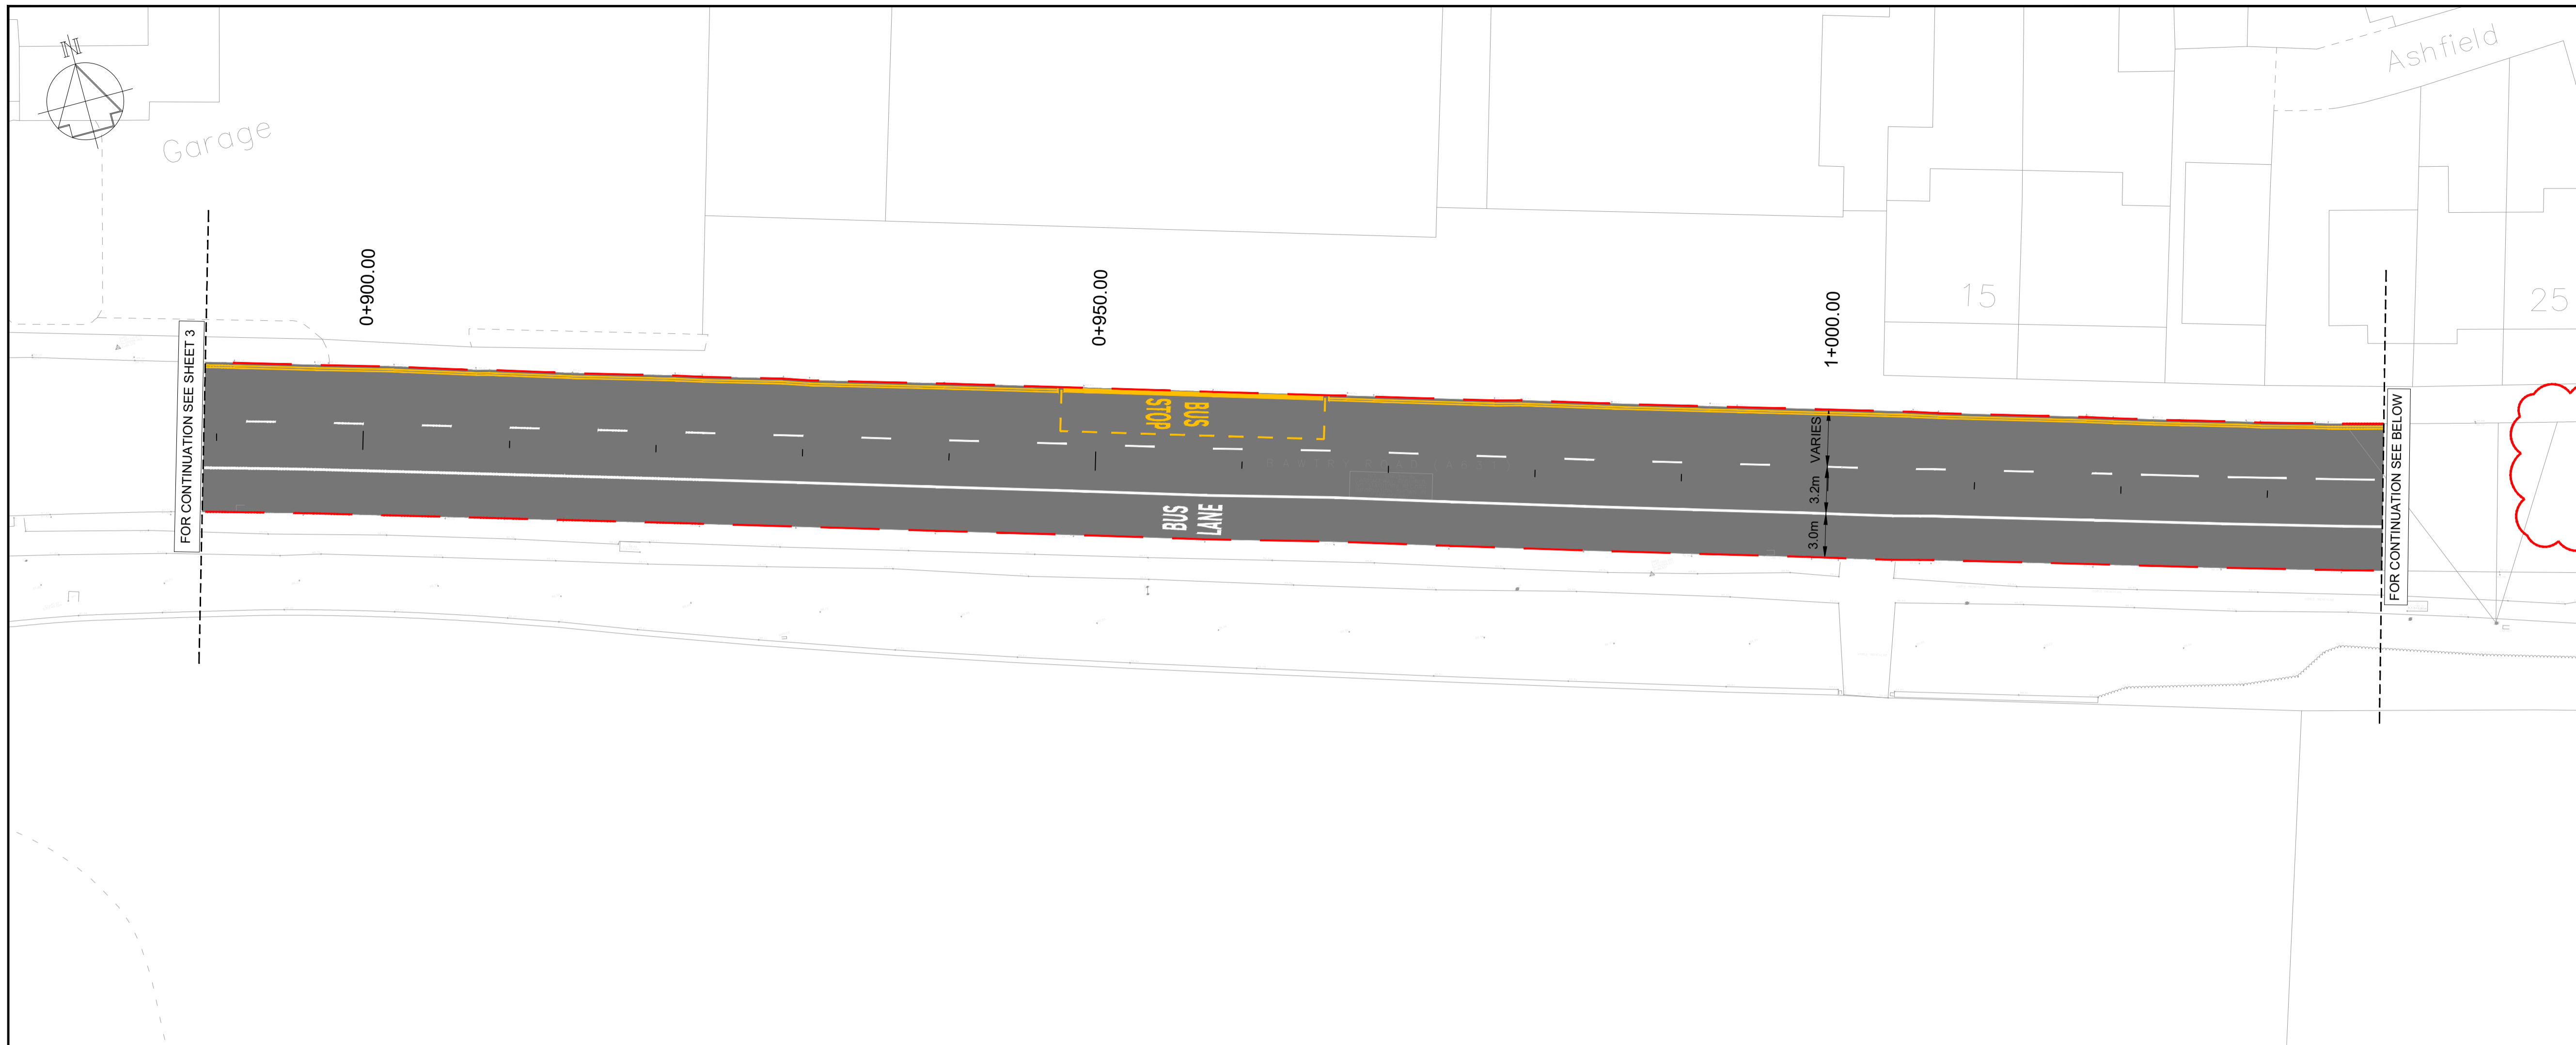 N
Garage
Ashfield
15
25
0+900.00
0+950.00
1+000.00
FOR CONTINUATION SEE SHEET 3
BUS
STOP
BUS
LANE
VARIES
3.2m
3.0m
FOR CONTINUATION SEE BELOW